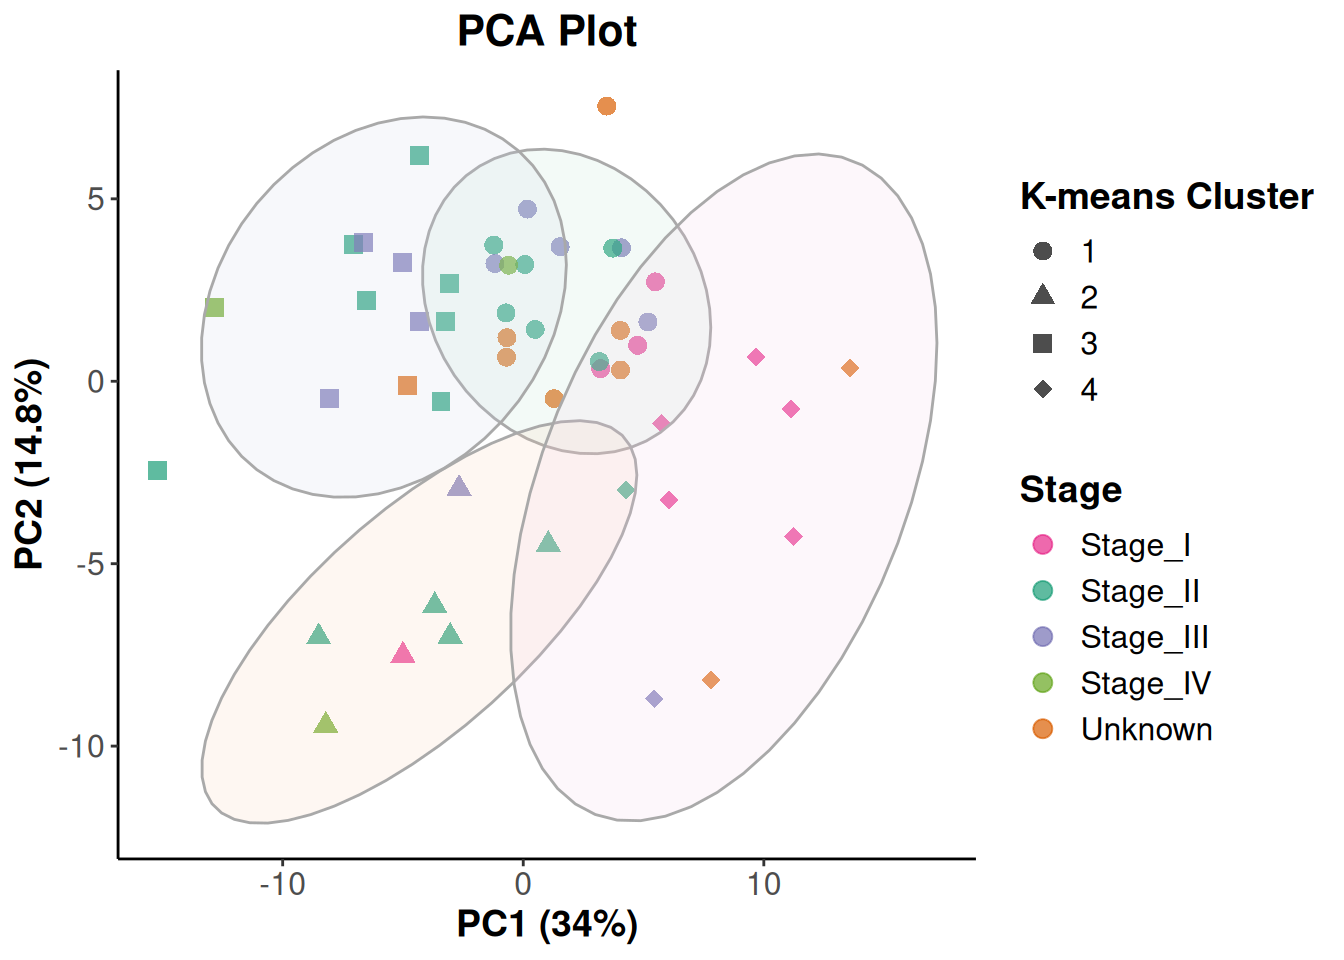 PCA Plot
5
0
-5
-10
-10
0
10
PC1 (34%)
PC2 (14.8%)
K-means Cluster
1
2
3
4
Stage
Stage_I
Stage_II
Stage_III
Stage_IV
Unknown